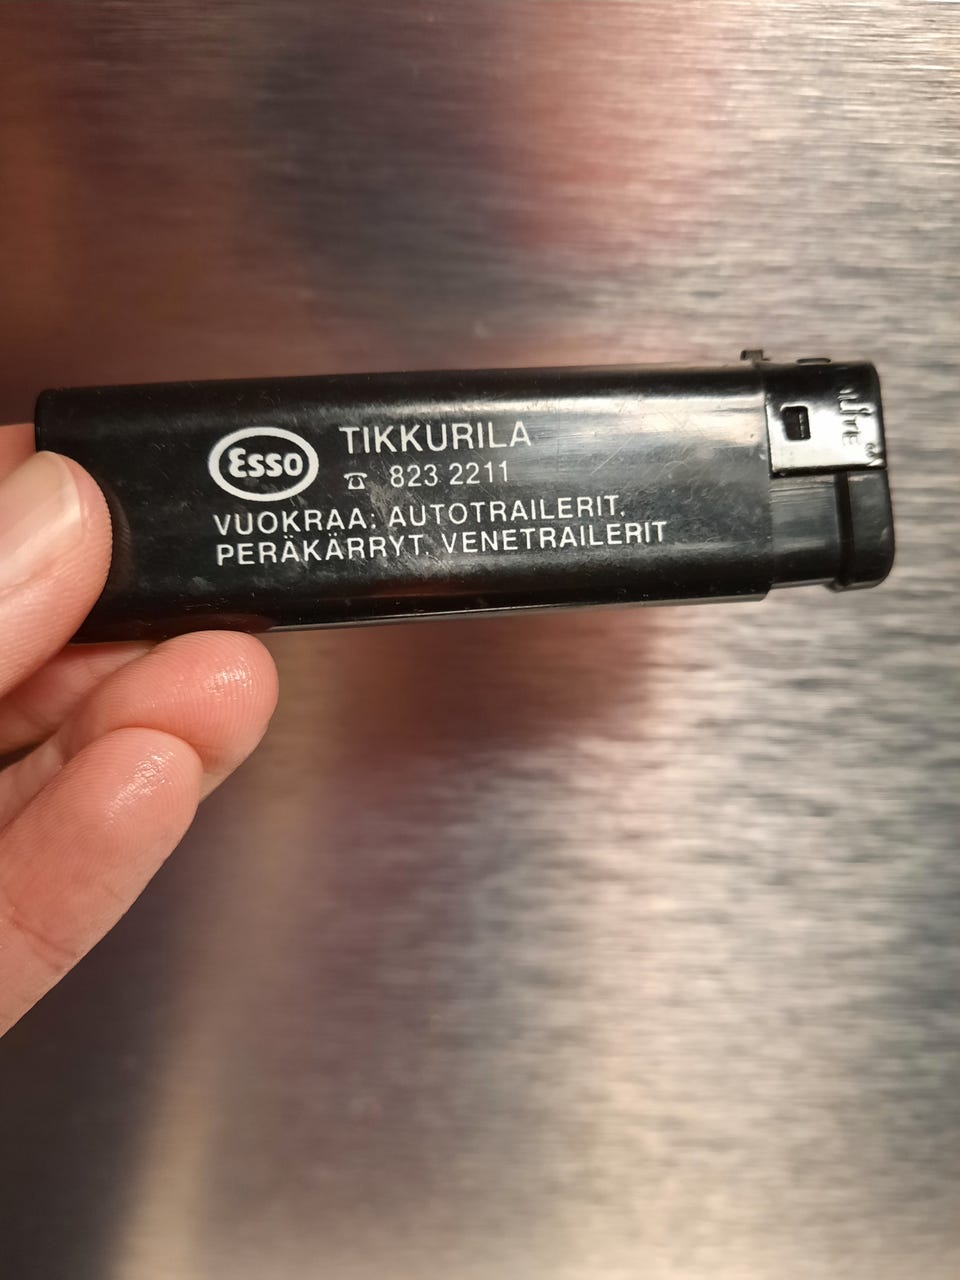 Esso
TIKKURILA
☎ 823 2211
VUOKRAA: AUTOTRAILERIT,
PERÄKÄRRYT, VENETRAILERIT